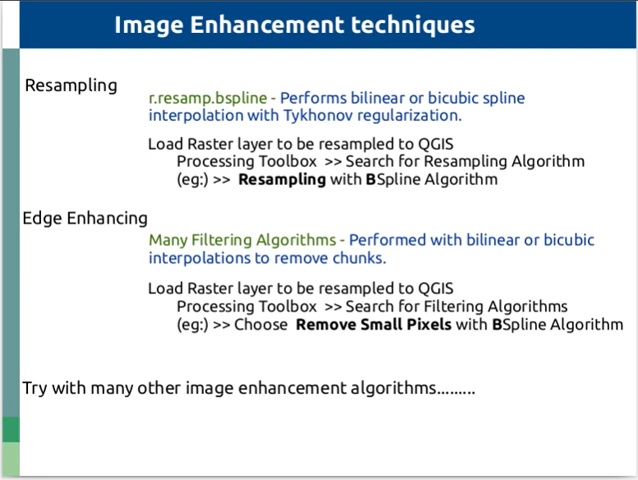 Image Enhancement techniques
Resampling
r.resamp.bspline - Performs bilinear or bicubic spline
interpolation with Tykhonov regularization.
Load Raster layer to be resampled to QGIS
Processing Toolbox >> Search for Resampling Algorithm
(eg:) >> Resampling with BSpline Algorithm
Edge Enhancing
Many Filtering Algorithms - Performed with bilinear or bicubic
interpolations to remove chunks.
Load Raster layer to be resampled to QGIS
Processing Toolbox >> Search for Filtering Algorithms
(eg:) >> Choose Remove Small Pixels with BSpline Algorithm
Try with many other image enhancement algorithms.........